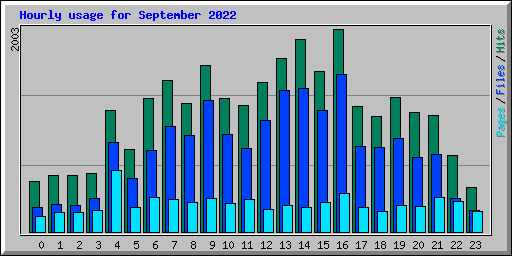 Hourly usage for September 2022
2003
Pages / Files / Hits
0 1 2 3 4 5 6 7 8 9 10 11 12 13 14 15 16 17 18 19 20 21 22 23